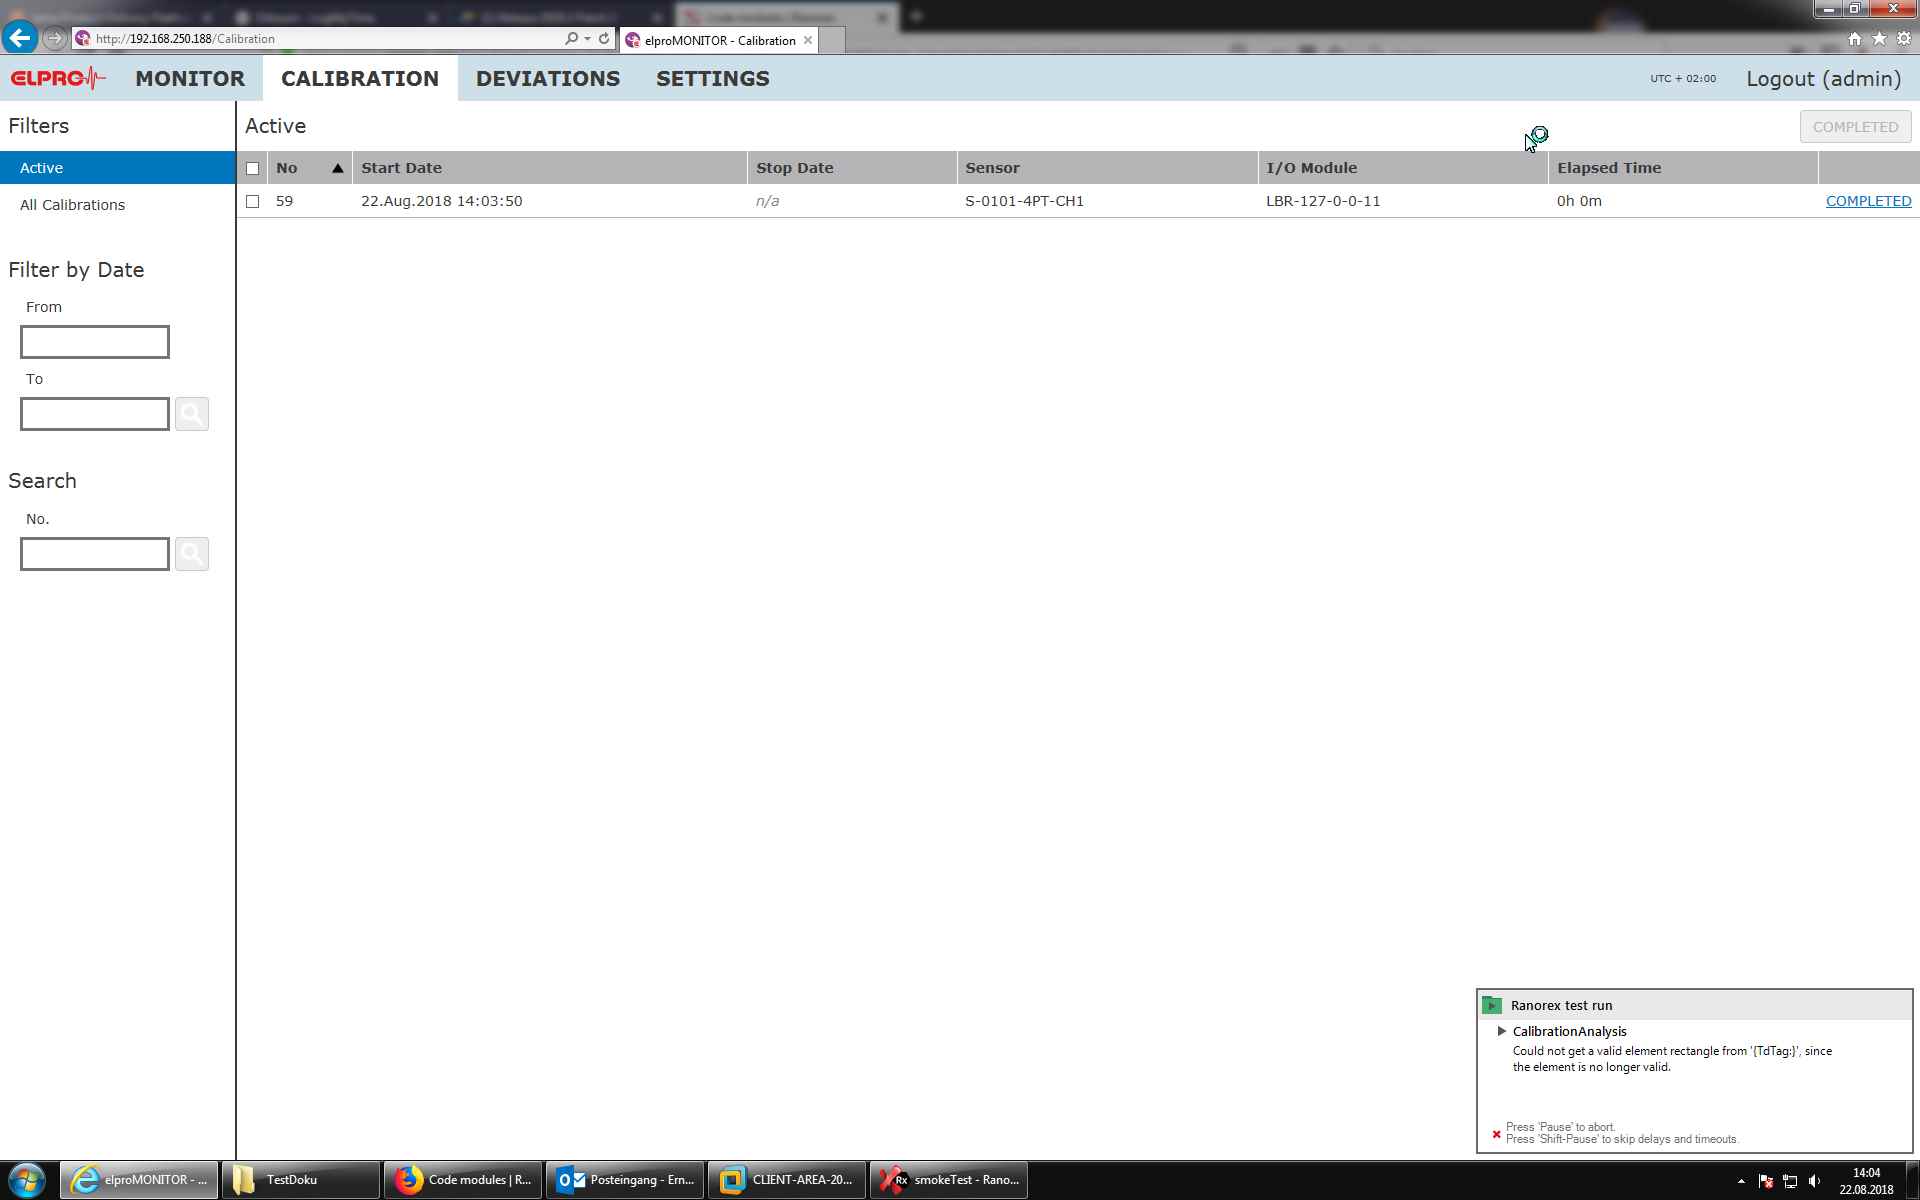 http://192.168.250.188/Calibration
elproMONITOR - Calibration
ELPRO
MONITOR
CALIBRATION
DEVIATIONS
SETTINGS
UTC + 02:00
Logout (admin)
Filters
Active
All Calibrations
Filter by Date
From
To
Search
No.
Active
COMPLETED
No Start Date Stop Date Sensor I/O Module Elapsed Time
59 22.Aug.2018 14:03:50 n/a S-0101-4PT-CH1 LBR-127-0-0-11 0h 0m COMPLETED
Ranorex test run
CalibrationAnalysis
Could not get a valid element rectangle from '{TdTag:}', since
the element is no longer valid.
Press 'Pause' to abort.
Press 'Shift-Pause' to skip delays and timeouts.
elproMONITOR - ...
TestDoku
Code modules | R...
Posteingang - Ern...
CLIENT-AREA-20...
Rx
smokeTest - Rano...
14:04
22.08.2018